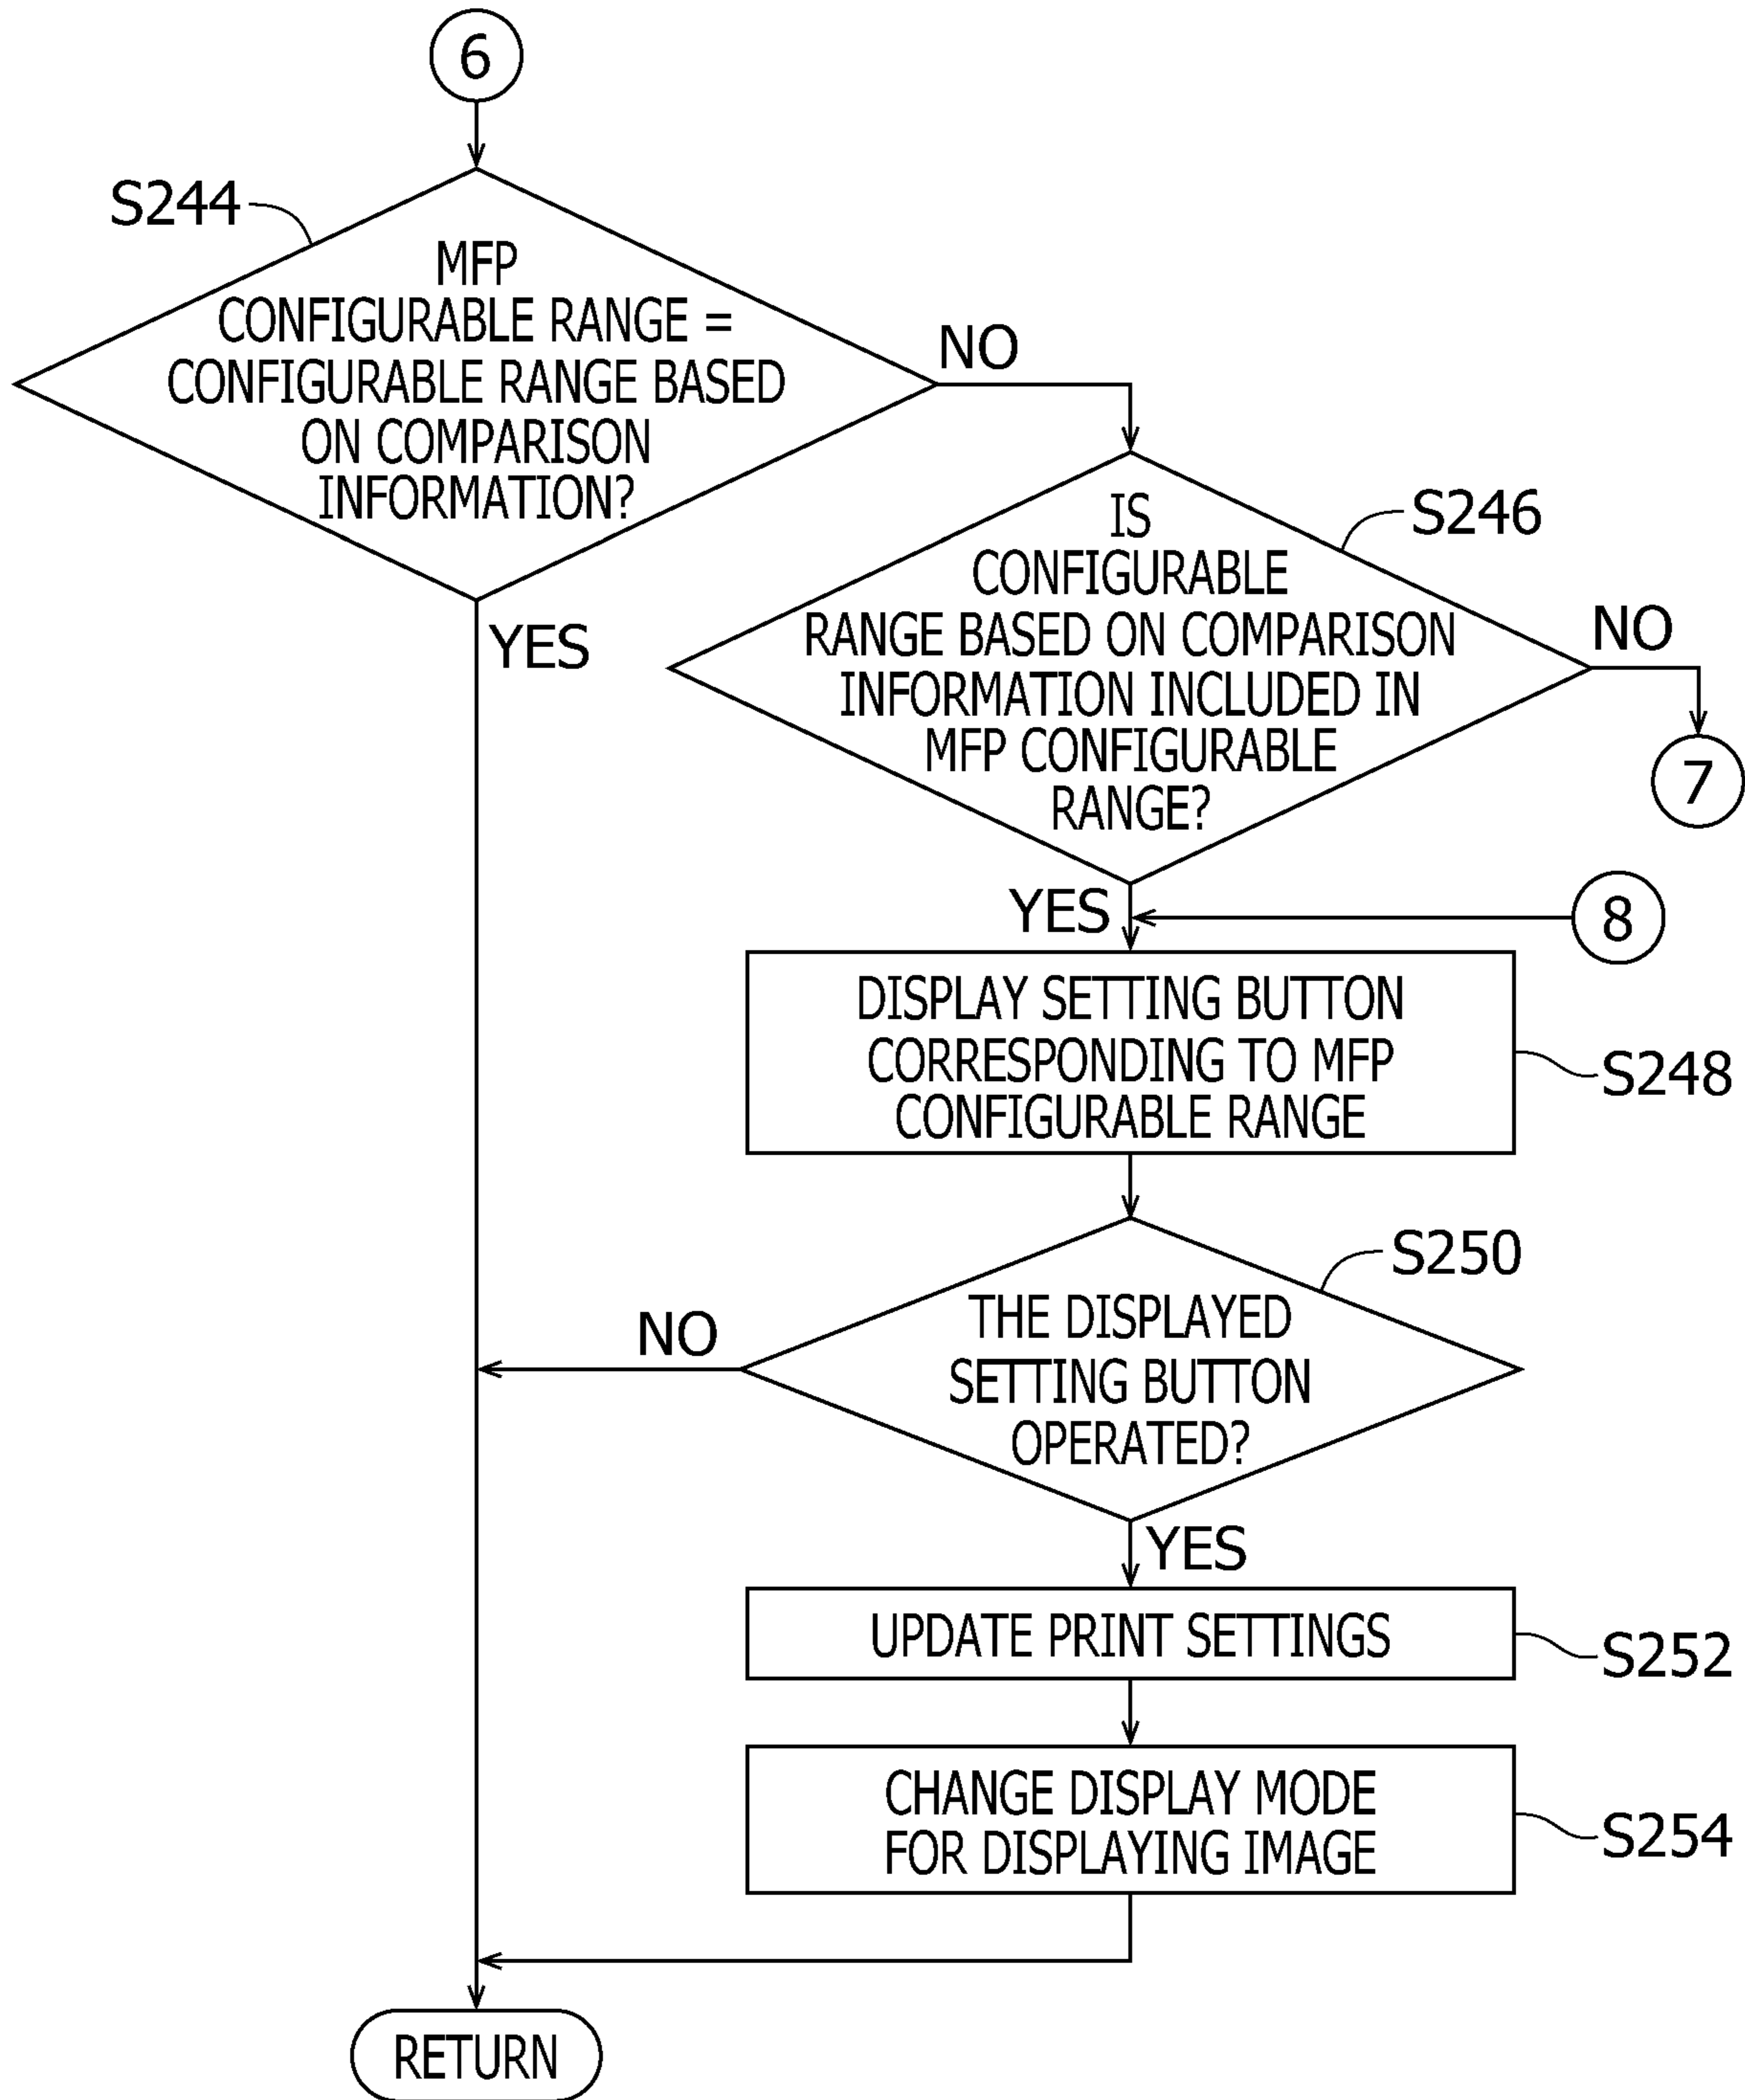 6
S244
MFP
CONFIGURABLE RANGE =
CONFIGURABLE RANGE BASED
ON COMPARISON
INFORMATION?
NO
YES
S246
IS
CONFIGURABLE
RANGE BASED ON COMPARISON
INFORMATION INCLUDED IN
MFP CONFIGURABLE
RANGE?
NO
7
YES
8
DISPLAY SETTING BUTTON
CORRESPONDING TO MFP
CONFIGURABLE RANGE
S248
S250
THE DISPLAYED
SETTING BUTTON
OPERATED?
NO
YES
UPDATE PRINT SETTINGS
S252
CHANGE DISPLAY MODE
FOR DISPLAYING IMAGE
S254
RETURN